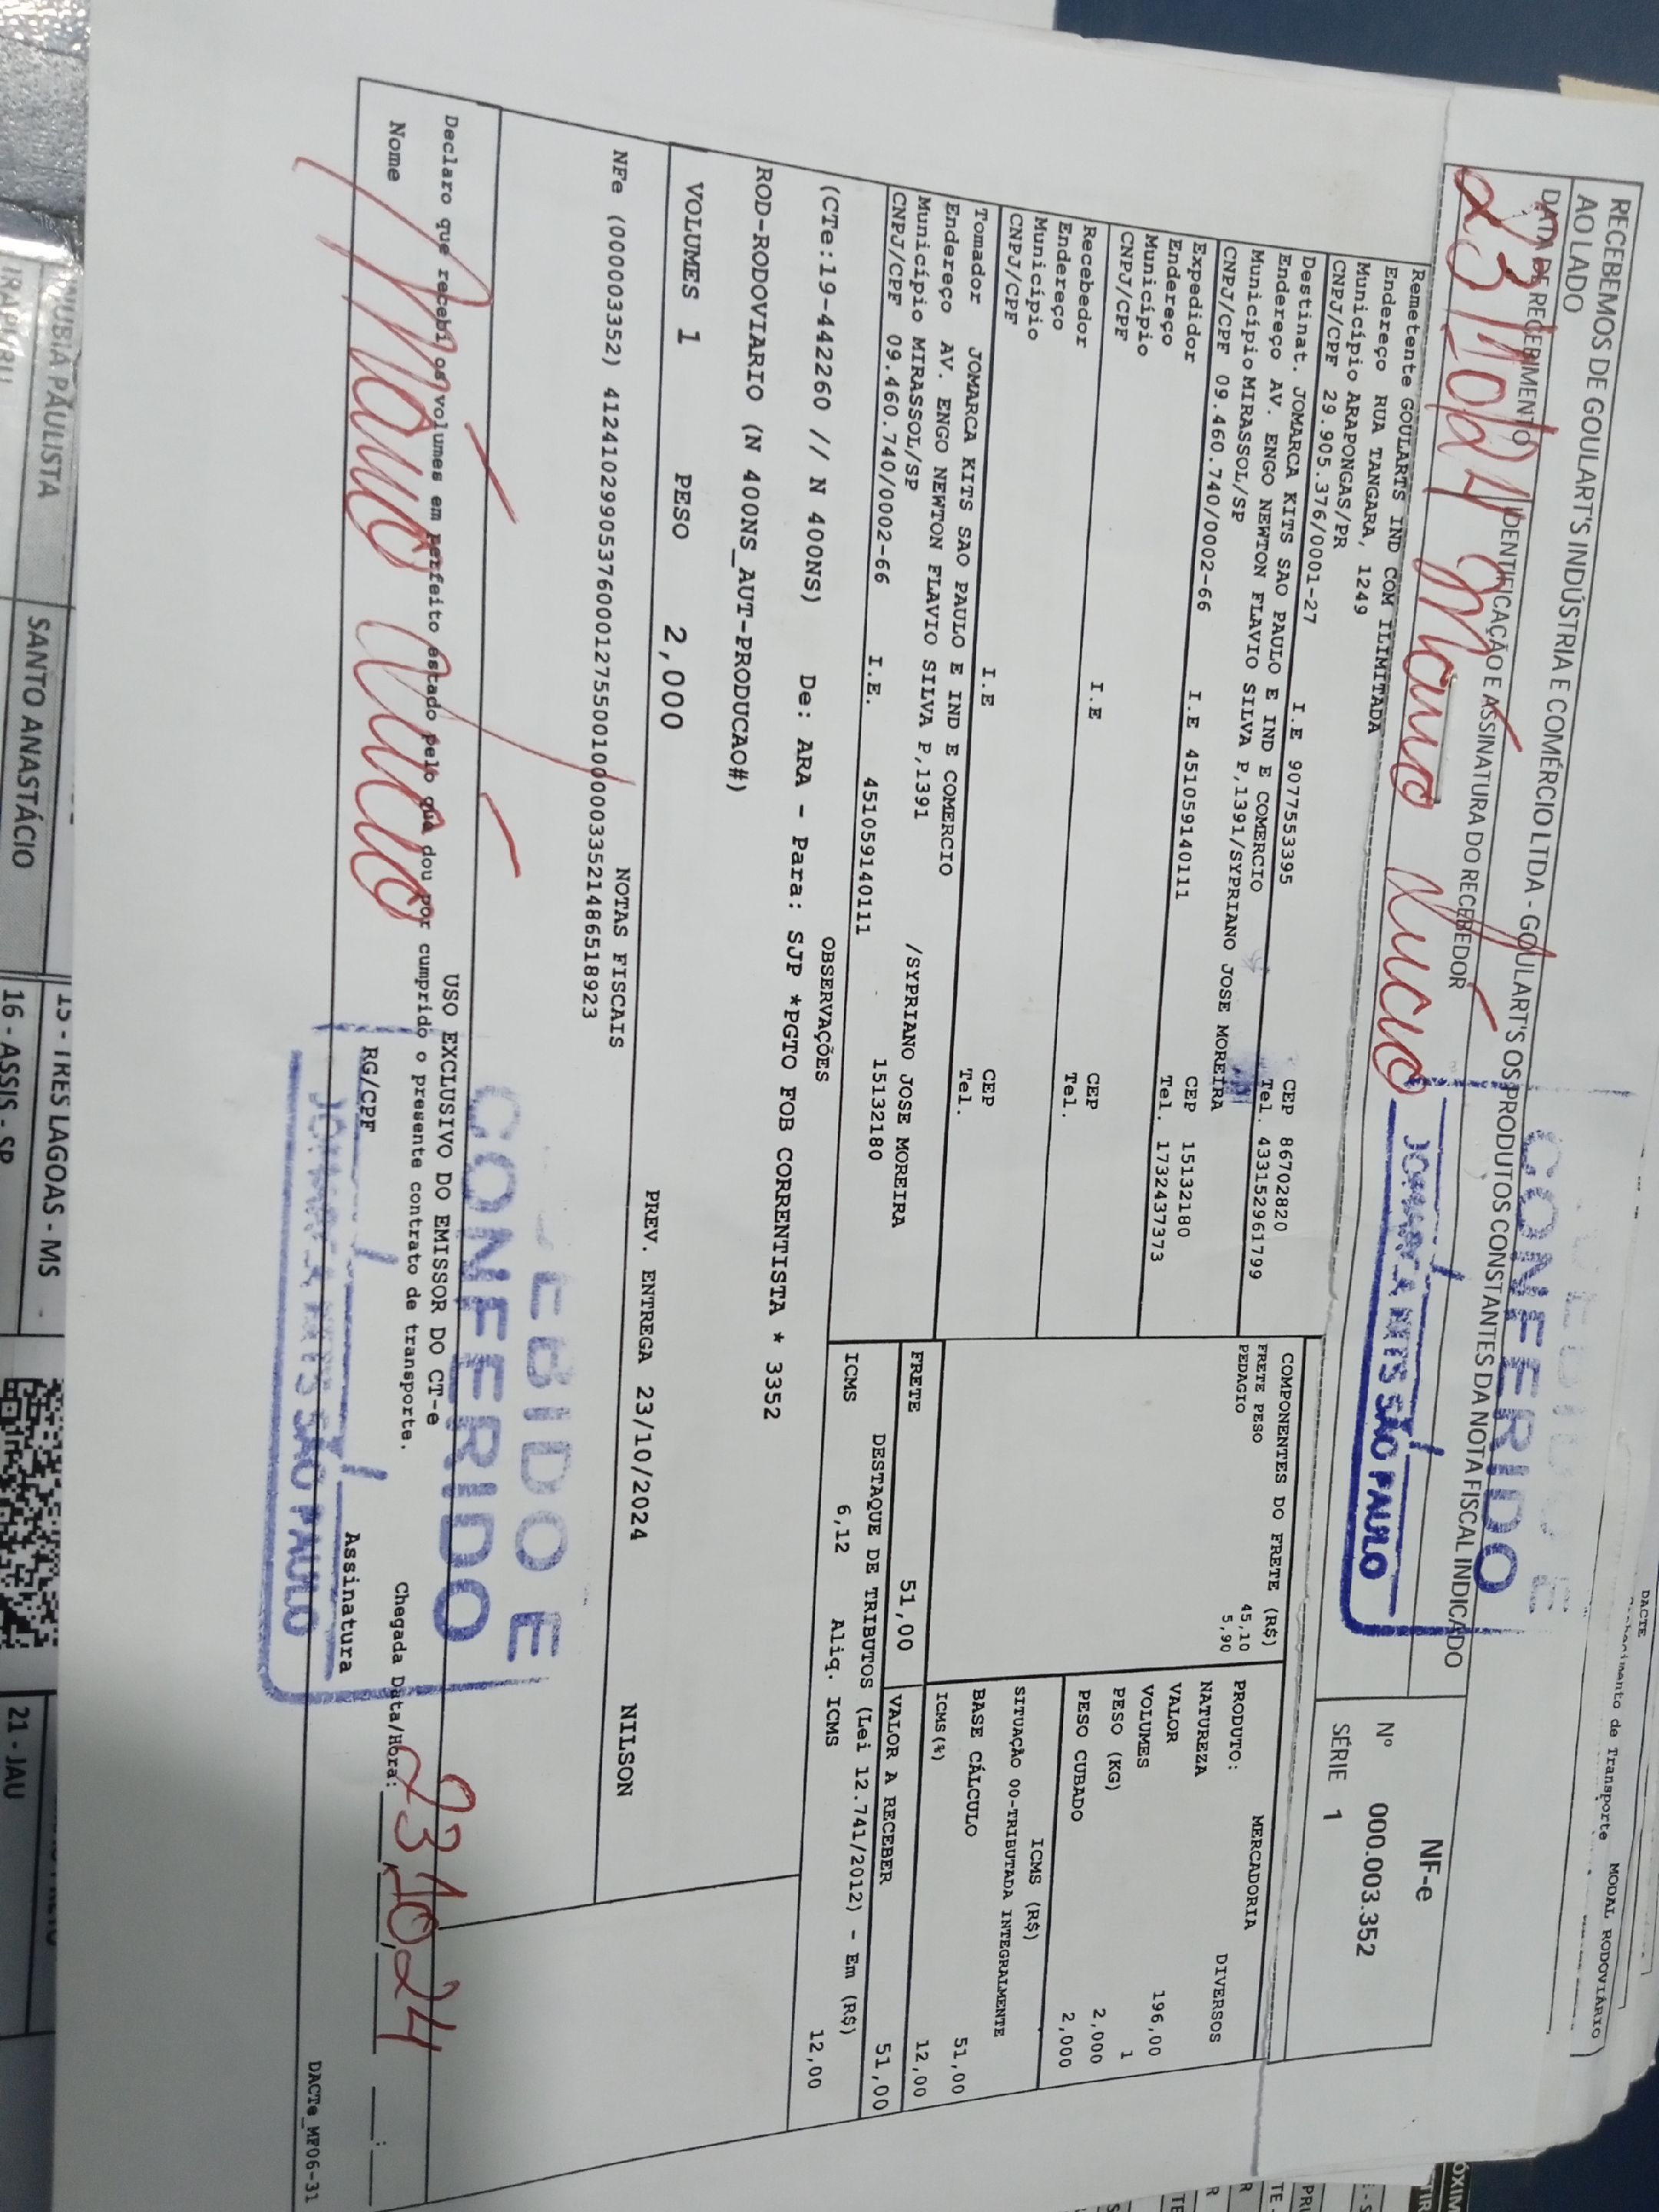 DACTE
de Transporte MODAL RODOVIÁRIO
RECEBEMOS DE GOULART'S INDÚSTRIA E COMÉRCIO LTDA - GOULART'S OS PRODUTOS CONSTANTES DA NOTA FISCAL INDICADO
AO LADO
DATA DE RECEBIMENTO
IDENTIFICAÇÃO E ASSINATURA DO RECEBEDOR
NF-e
Nº 000.003.352
SÉRIE 1
CONFERIDO
SÃO PAULO
Remetente GOULARTS IND COM ILIMITADA
Endereço RUA TANGARA, 1249
Município ARAPONGAS/PR
CNPJ/CPF 29.905.376/0001-27 I.E 9077553395
CEP 86702820
Tel. 433152961799
Destinat. JOMARCA KITS SAO PAULO E IND E COMERCIO
Endereço AV. ENGO NEWTON FLAVIO SILVA P,1391/SYPRIANO JOSE MOREIRA
Município MIRASSOL/SP
CNPJ/CPF 09.460.740/0002-66 I.E 451059140111
CEP 15132180
Tel. 1732437373
Expedidor
Endereço
Município
CNPJ/CPF I.E
CEP
Tel.
Recebedor
Endereço
Município
CNPJ/CPF I.E
CEP
Tel.
Tomador JOMARCA KITS SAO PAULO E IND E COMERCIO
Endereço AV. ENGO NEWTON FLAVIO SILVA P,1391 /SYPRIANO JOSE MOREIRA
Município MIRASSOL/SP 15132180
CNPJ/CPF 09.460.740/0002-66 I.E. 451059140111
COMPONENTES DO FRETE (R$)
FRETE PESO 45,10
PEDAGIO 5,90
FRETE 51,00
MERCADORIA
PRODUTO: DIVERSOS
NATUREZA
VALOR 196,00
VOLUMES 1
PESO (KG) 2,000
PESO CUBADO 2,000
ICMS (R$)
SITUAÇÃO 00-TRIBUTADA INTEGRALMENTE
BASE CÁLCULO 51,00
ICMS(%) 12,00
VALOR A RECEBER 51,00
DESTAQUE DE TRIBUTOS (Lei 12.741/2012) - Em (R$)
ICMS 6,12 Aliq. ICMS 12,00
OBSERVAÇÕES
(CTe:19-442260 // N 400NS) De: ARA - Para: SJP *PGTO FOB CORRENTISTA * 3352
ROD-RODOVIARIO (N 400NS_AUT-PRODUCAO#)
VOLUMES 1 PESO 2,000 PREV. ENTREGA 23/10/2024 NILSON
NOTAS FISCAIS
NFe (000003352) 41241029905376000127550010000033521486518923
CONFERIDO
SÃO PAULO
USO EXCLUSIVO DO EMISSOR DO CT-e
Declaro que recebi os volumes em perfeito estado pelo que dou por cumprido o presente contrato de transporte.
Nome RG/CPF Assinatura Chegada Data/Hora: 23,10,24
DACTe_MF06-31
PAULISTA
SANTO ANASTÁCIO
15 - TRES LAGOAS - MS -
16 - ASSIS - SP
21 - JAU